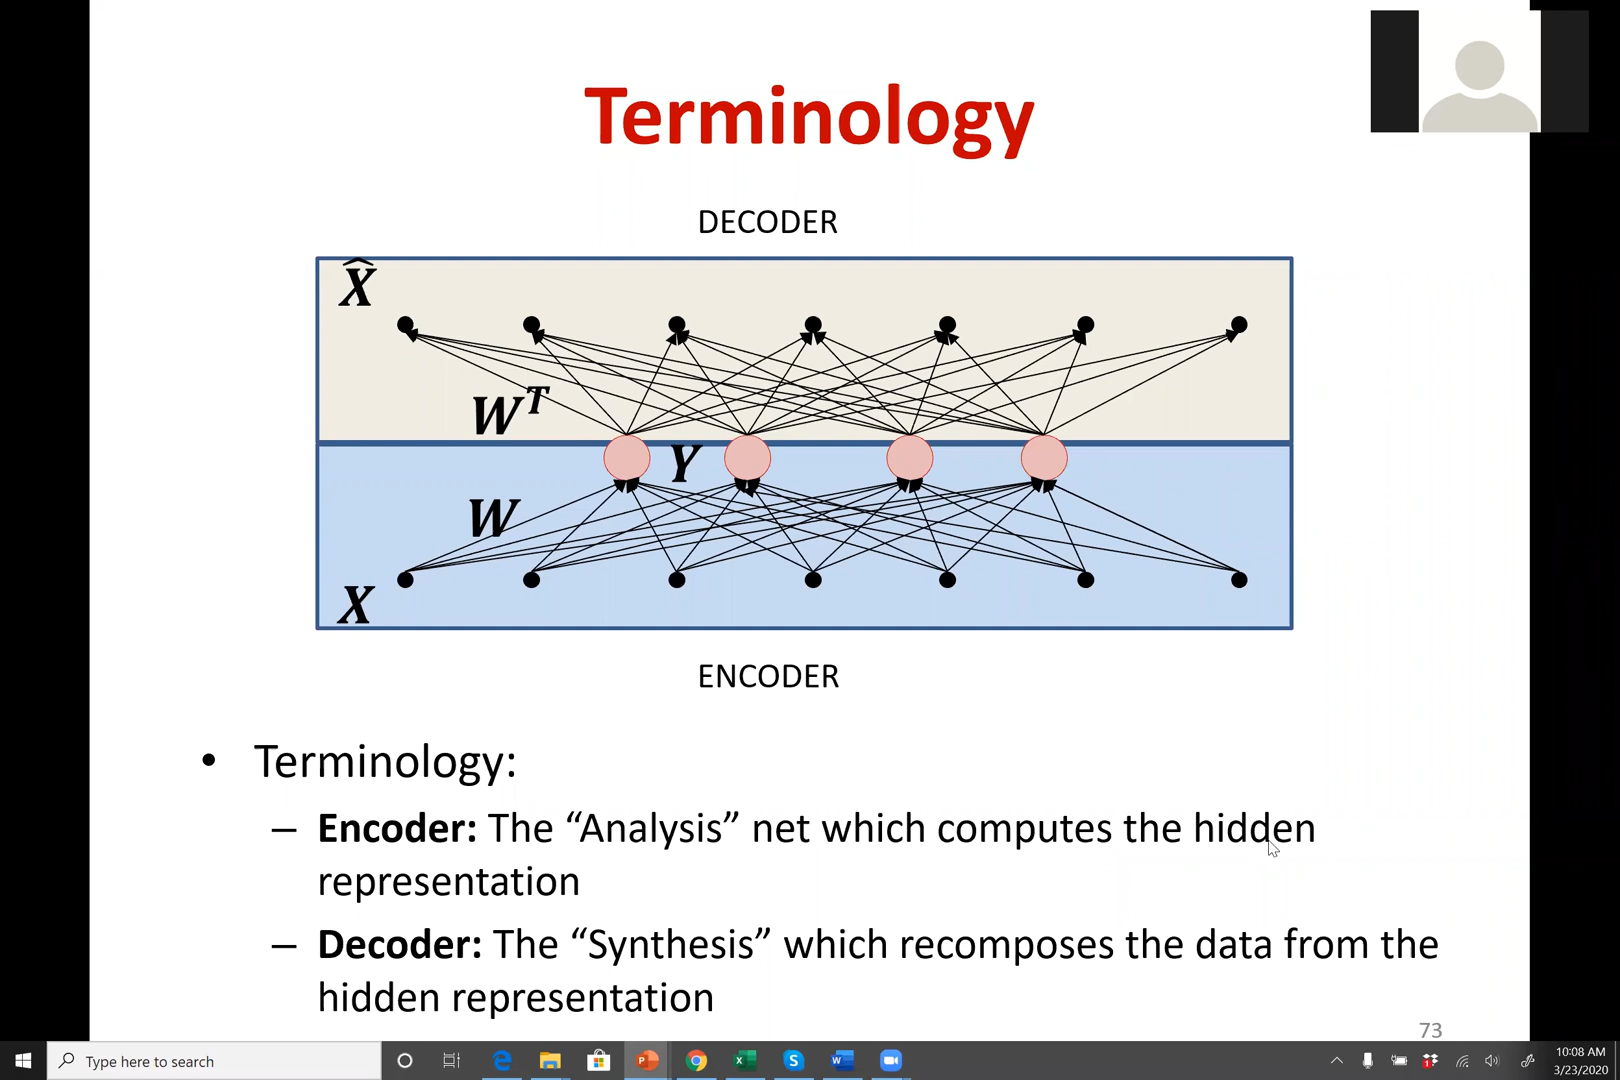 Terminology
DECODER
X̂
W^T
Y
W
X
ENCODER
• Terminology:
– Encoder: The “Analysis” net which computes the hidden
representation
– Decoder: The “Synthesis” which recomposes the data from the
hidden representation
73
Type here to search
10:08 AM
3/23/2020